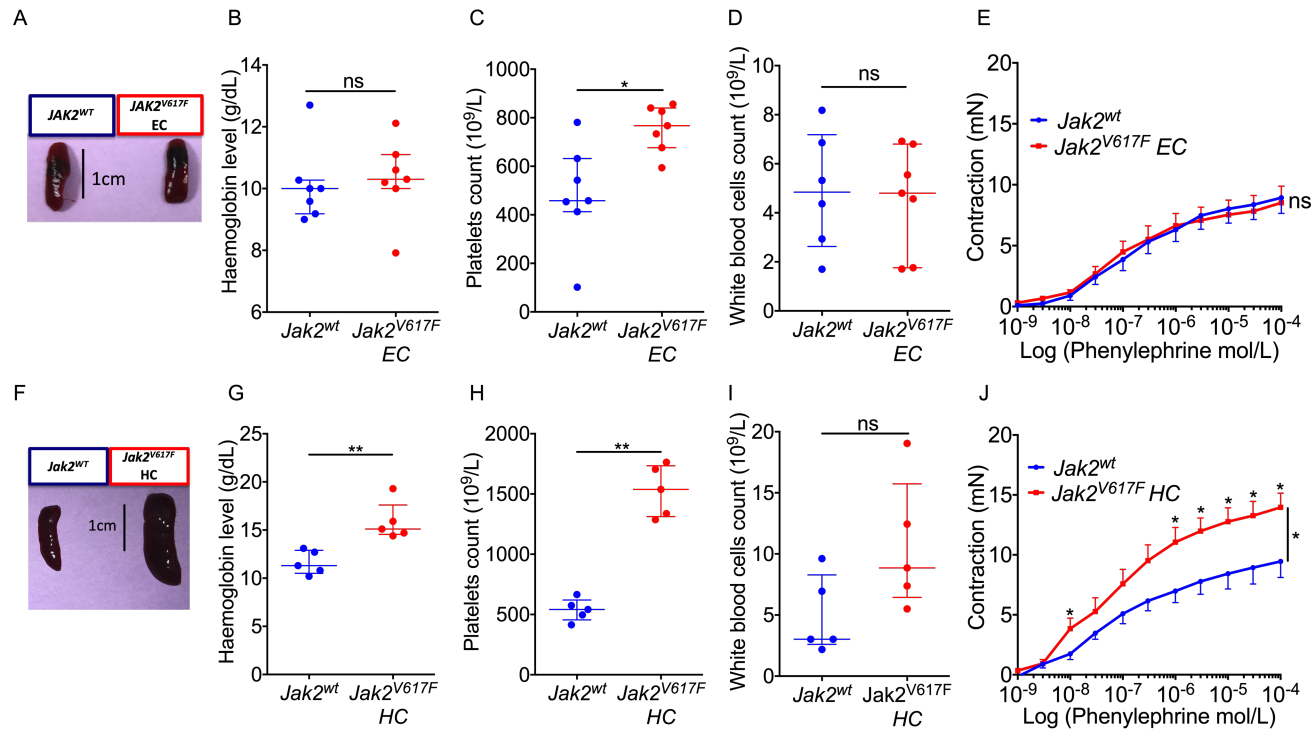 A
B
C
D
E
JAK2WT
JAK2V617F
EC
1cm
Haemoglobin level (g/dL)
14
12
10
8
6
ns
Jak2wt
Jak2V617F
EC
Platelets count (109/L)
1000
800
600
400
200
0
*
Jak2wt
Jak2V617F
EC
White blood cells count (109/L)
10
8
6
4
2
0
ns
Jak2wt
Jak2V617F
EC
Contraction (mN)
20
15
10
5
0
Jak2wt
Jak2V617F EC
ns
10-9 10-8 10-7 10-6 10-5 10-4
Log (Phenylephrine mol/L)
F
G
H
I
J
Jak2WT
Jak2V617F
HC
1cm
Haemoglobin level (g/dL)
25
20
15
10
5
0
**
Jak2wt
Jak2V617F
HC
Platelets count (109/L)
2000
1500
1000
500
0
**
Jak2wt
Jak2V617F
HC
White blood cells count (109/L)
20
15
10
5
0
ns
Jak2wt
Jak2V617F
HC
Contraction (mN)
20
15
10
5
0
Jak2wt
Jak2V617F HC
* * * * * *
*
10-9 10-8 10-7 10-6 10-5 10-4
Log (Phenylephrine mol/L)